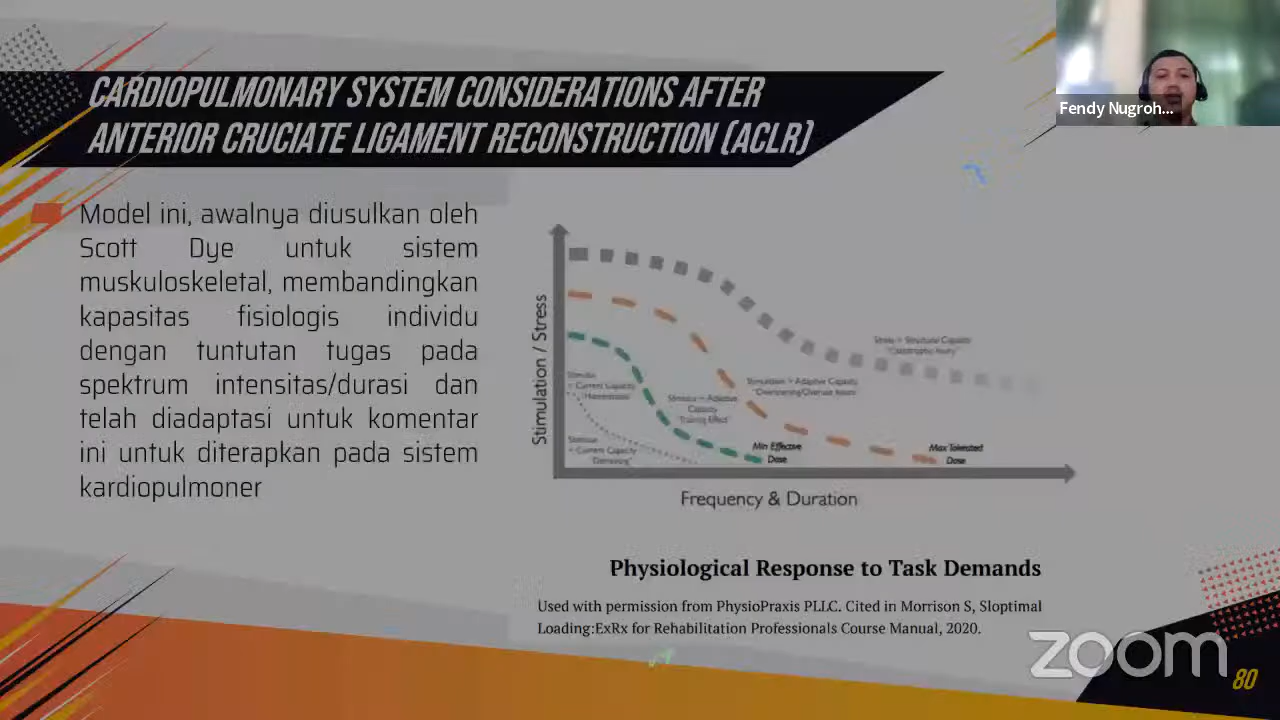 CARDIOPULMONARY SYSTEM CONSIDERATIONS AFTER
ANTERIOR CRUCIATE LIGAMENT RECONSTRUCTION (ACLR)
Fendy Nugroh...
Model ini, awalnya diusulkan oleh
Scott Dye untuk sistem
muskuloskeletal, membandingkan
kapasitas fisiologis individu
dengan tuntutan tugas pada
spektrum intensitas/durasi dan
telah diadaptasi untuk komentar
ini untuk diterapkan pada sistem
kardiopulmoner
Stimulation / Stress
Capacity
Min Effective
Dose
Max Tolerated
Dose
Frequency & Duration
Physiological Response to Task Demands
Used with permission from PhysioPraxis PLLC. Cited in Morrison S, Sloptimal
Loading:ExRx for Rehabilitation Professionals Course Manual, 2020.
zoom
80